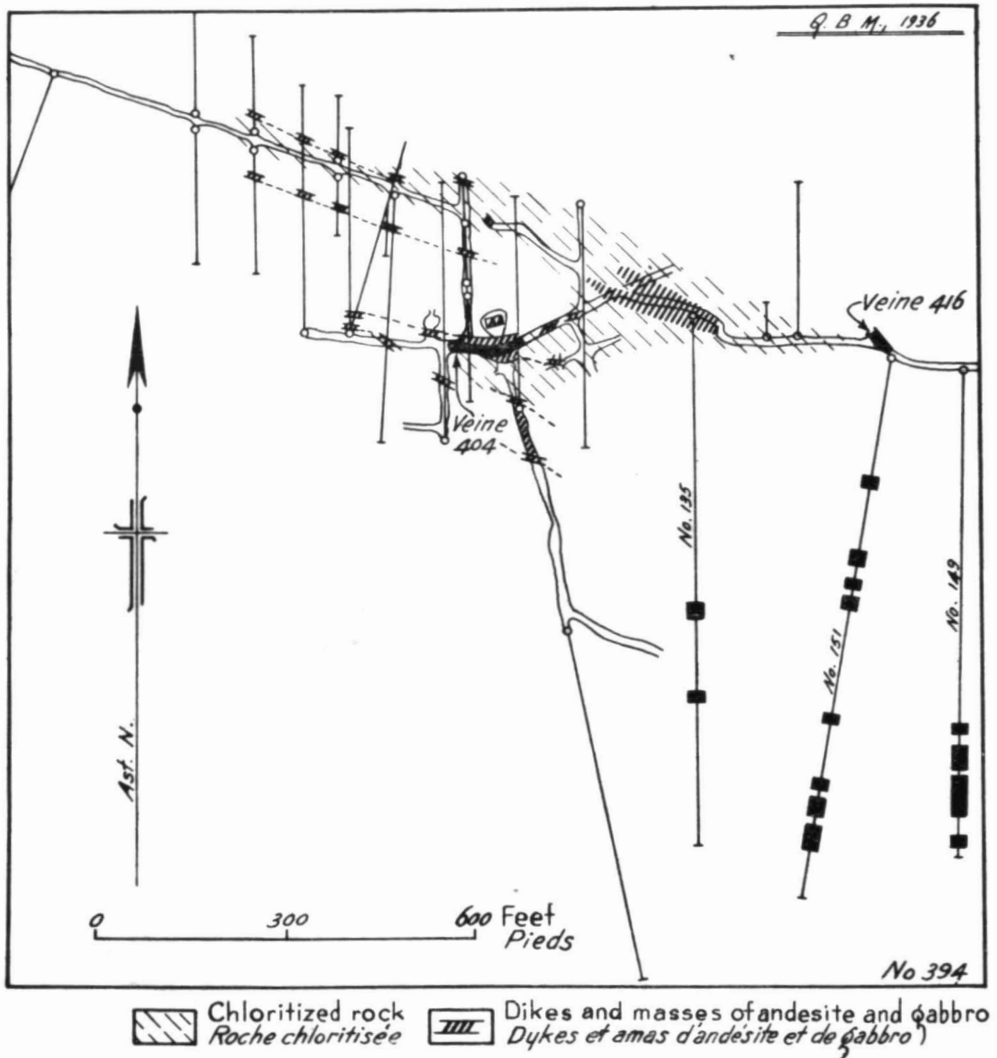 Q. B M., 1936
Veine 416
Veine
404
No. 135
No. 151
No. 149
Ast. N.
0 300 600 Feet
Pieds
No 394
Chloritized rock
Roche chloritisée
Dikes and masses of andesite and gabbro
Dykes et amas d'andésite et de gabbro